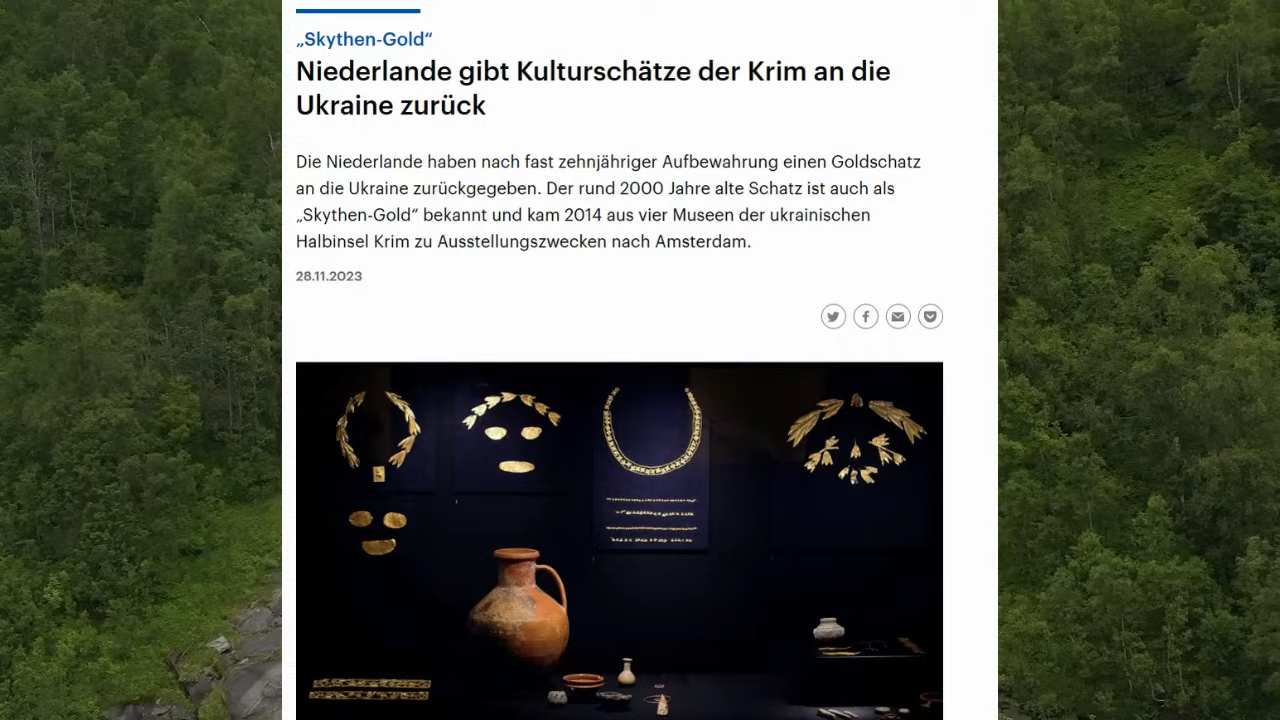 „Skythen-Gold“
Niederlande gibt Kulturschätze der Krim an die
Ukraine zurück
Die Niederlande haben nach fast zehnjähriger Aufbewahrung einen Goldschatz
an die Ukraine zurückgegeben. Der rund 2000 Jahre alte Schatz ist auch als
„Skythen-Gold“ bekannt und kam 2014 aus vier Museen der ukrainischen
Halbinsel Krim zu Ausstellungszwecken nach Amsterdam.
28.11.2023